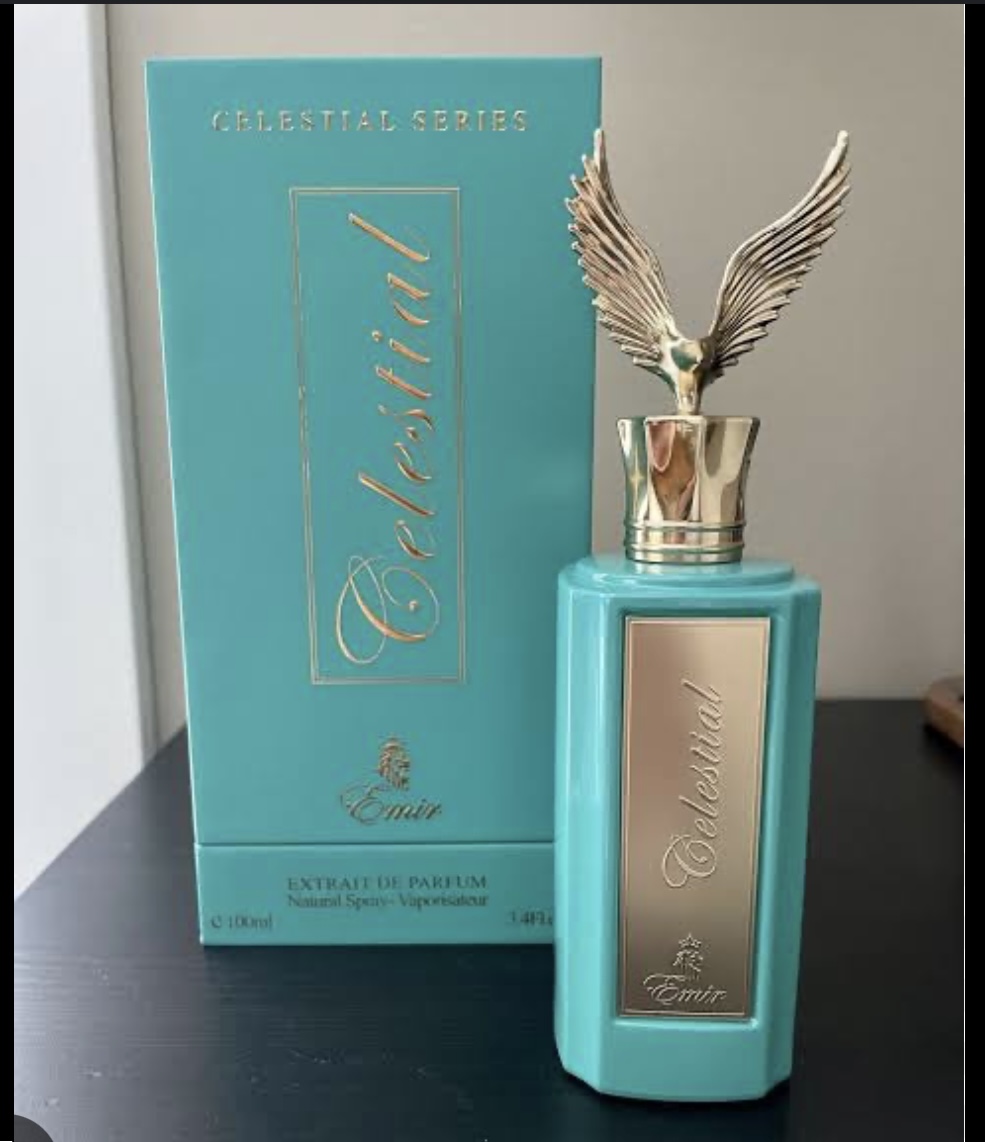 CELESTIAL SERIES
Celestial
Emir
EXTRAIT DE PARFUM
Natural Spray- Vaporisateur
e 100ml
3.4Fl.
Celestial
Emir